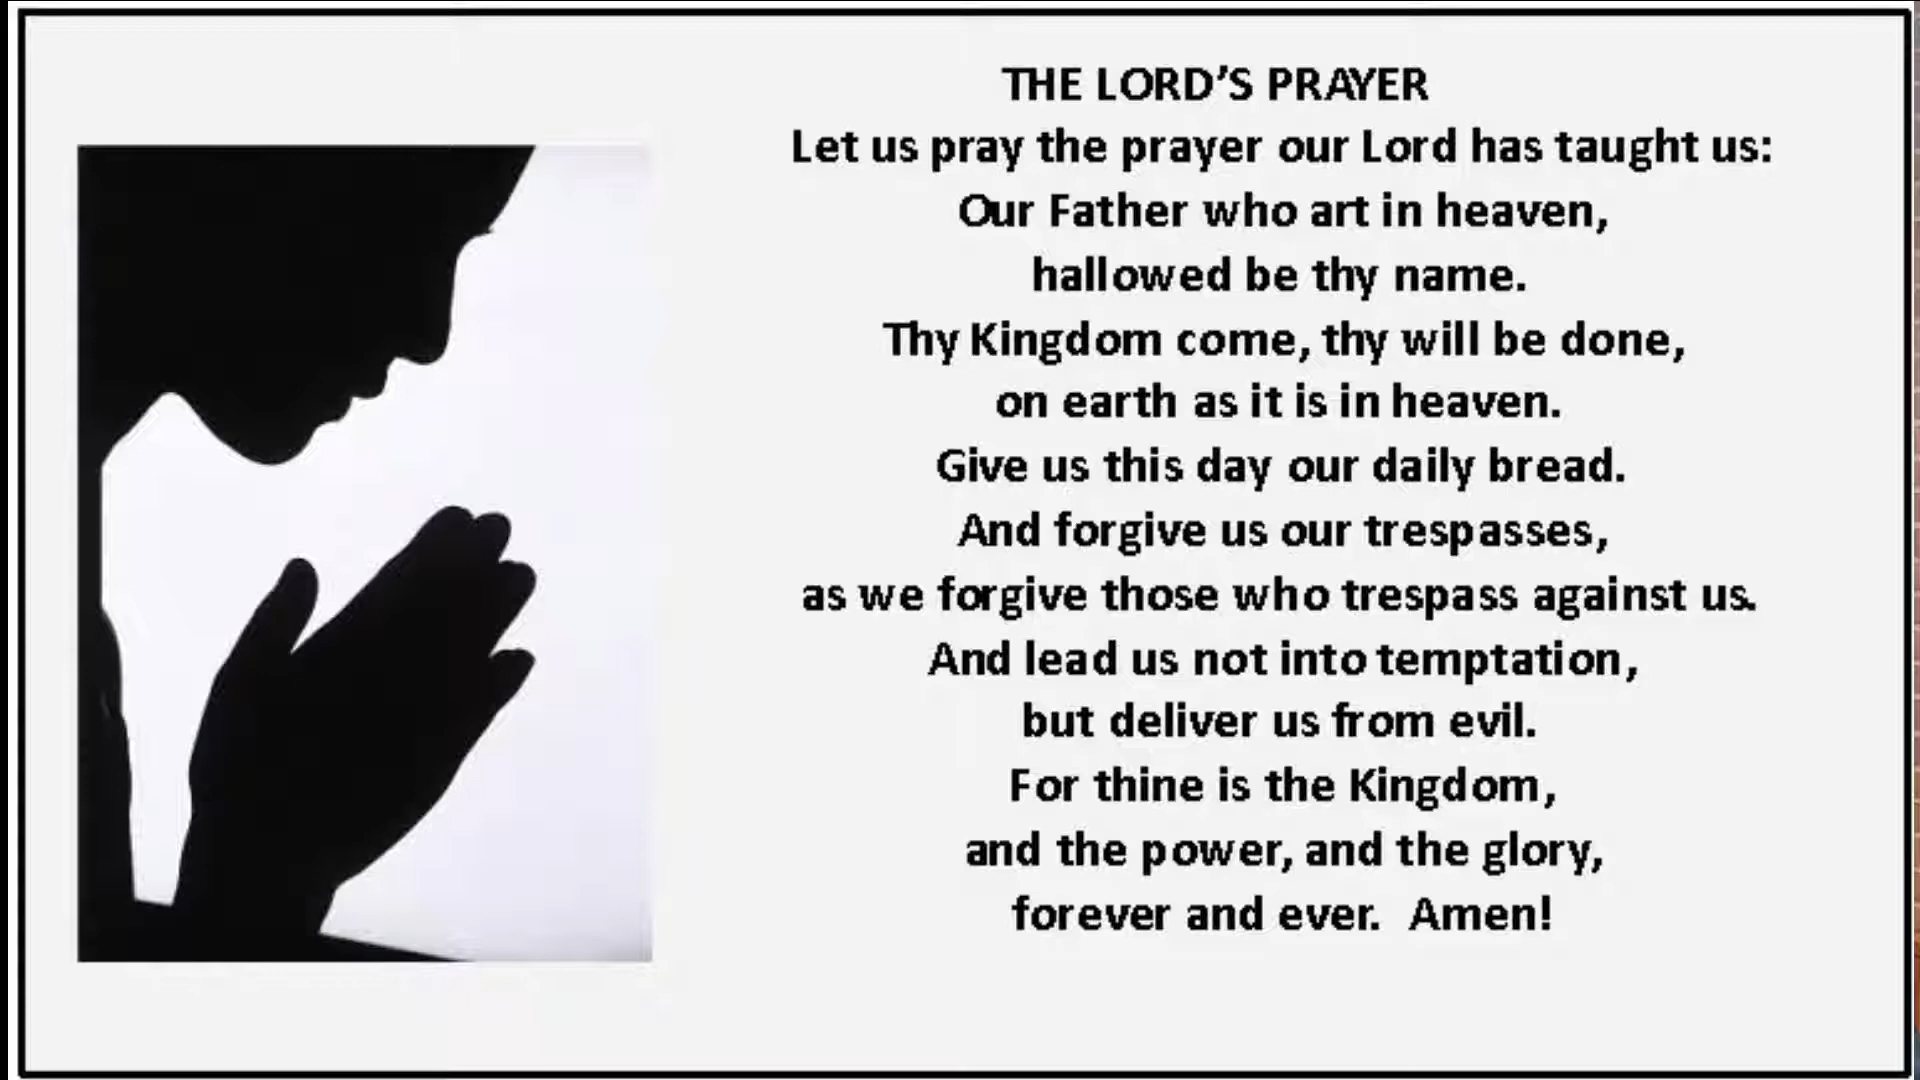 THE LORD’S PRAYER
Let us pray the prayer our Lord has taught us:
Our Father who art in heaven,
hallowed be thy name.
Thy Kingdom come, thy will be done,
on earth as it is in heaven.
Give us this day our daily bread.
And forgive us our trespasses,
as we forgive those who trespass against us.
And lead us not into temptation,
but deliver us from evil.
For thine is the Kingdom,
and the power, and the glory,
forever and ever.  Amen!